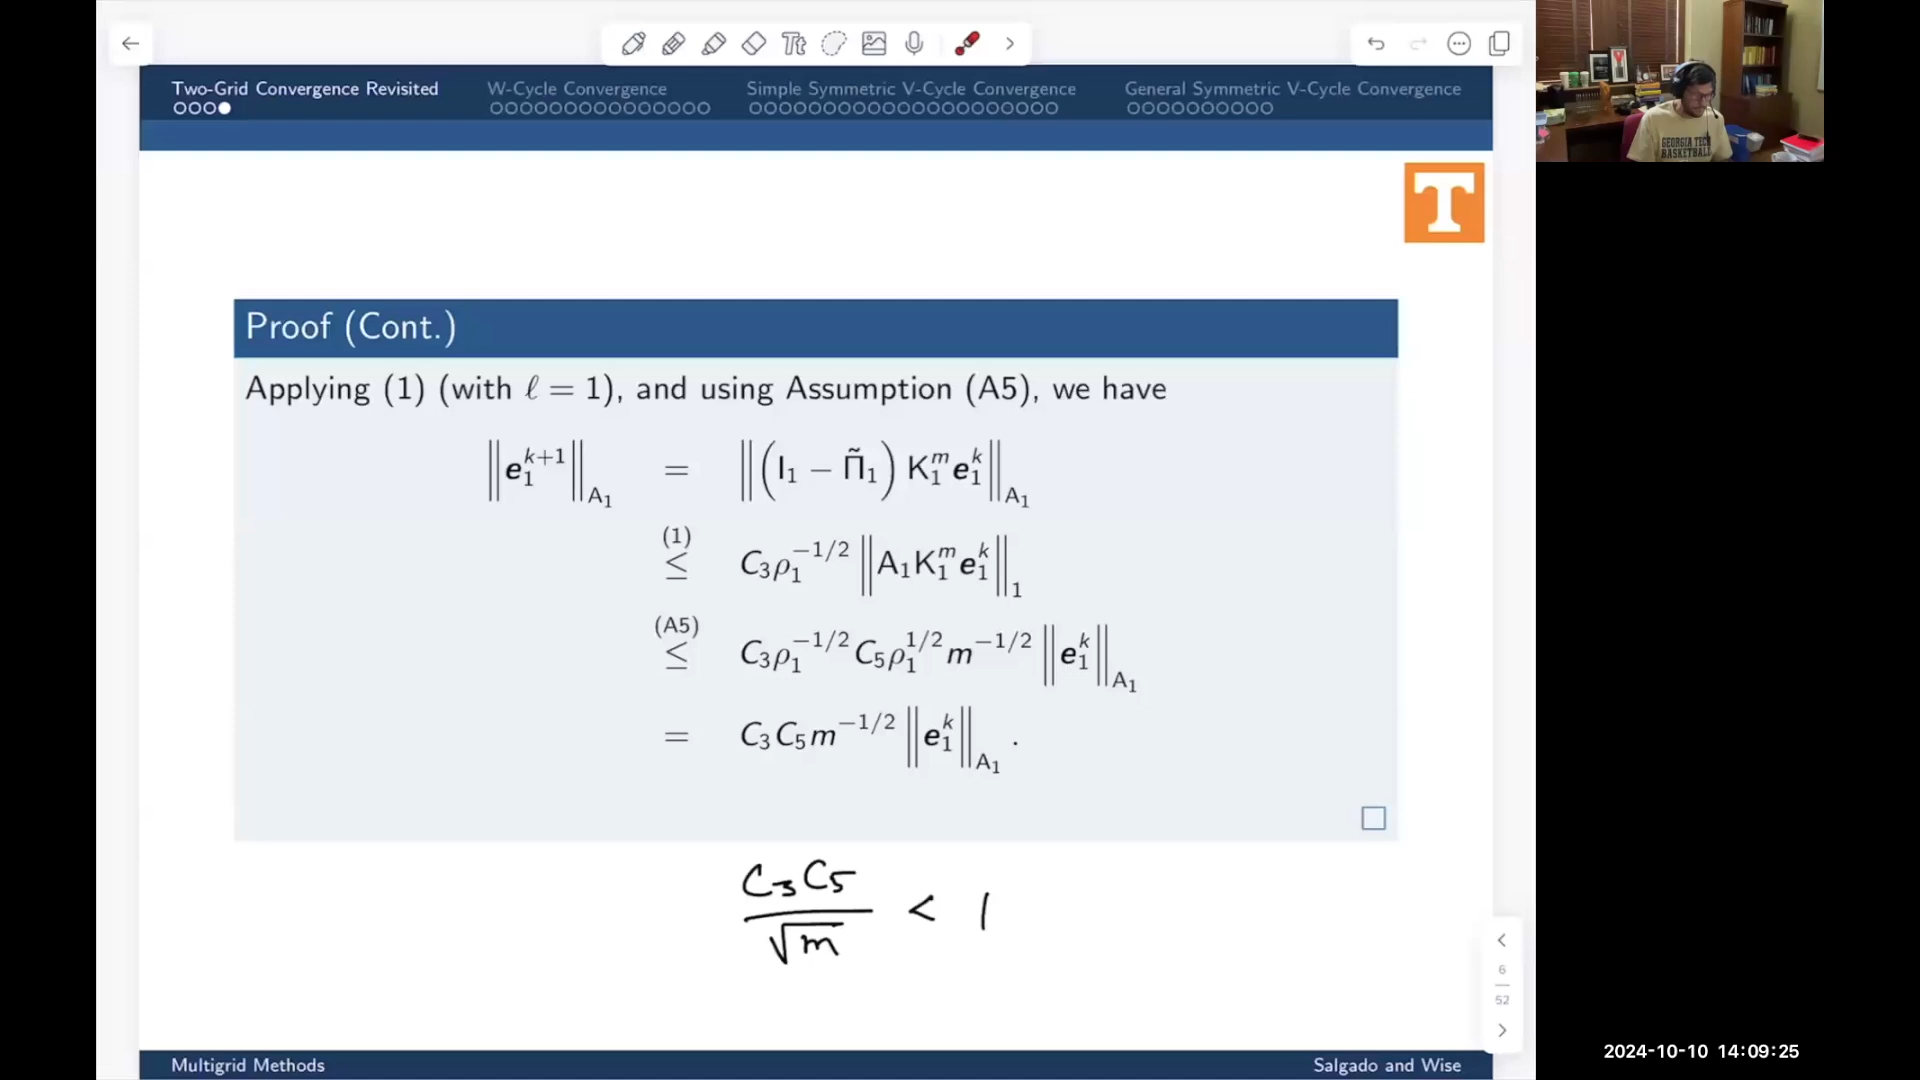 Two-Grid Convergence Revisited W-Cycle Convergence Simple Symmetric V-Cycle Convergence General Symmetric V-Cycle Convergence
T
GEORGIA TECH
BASKETBALL
Proof (Cont.)
Applying (1) (with ℓ = 1), and using Assumption (A5), we have
‖e₁^{k+1}‖_{A₁} = ‖(I₁ − Π̃₁) K₁^m e₁^k‖_{A₁}
(1) ≤ C₃ρ₁^{−1/2} ‖A₁K₁^m e₁^k‖₁
(A5) ≤ C₃ρ₁^{−1/2} C₅ρ₁^{1/2} m^{−1/2} ‖e₁^k‖_{A₁}
= C₃C₅m^{−1/2} ‖e₁^k‖_{A₁} .
C₃C₅ / √m < 1
6
52
Multigrid Methods Salgado and Wise
2024-10-10 14:09:25